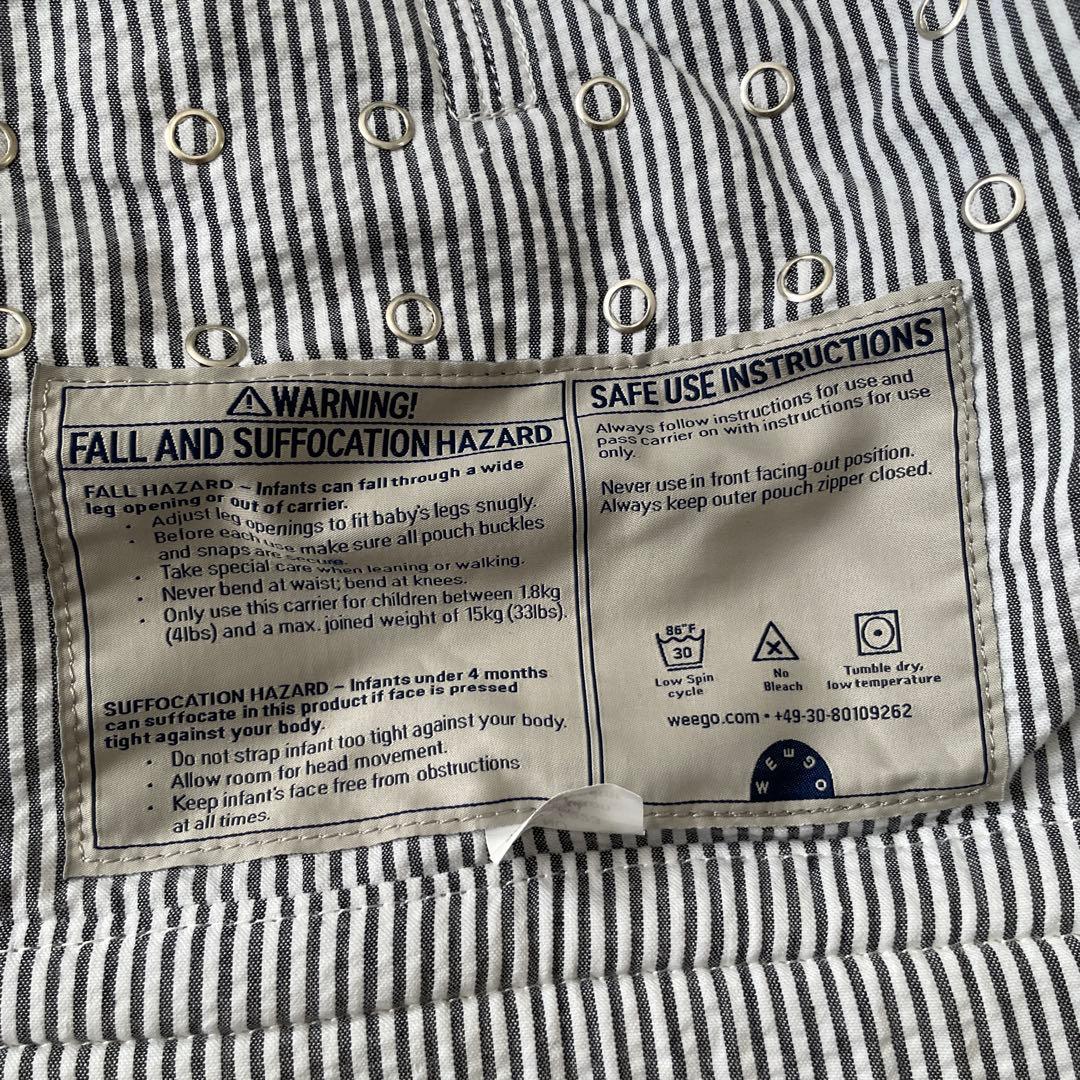 WARNING!
FALL AND SUFFOCATION HAZARD
FALL HAZARD – Infants can fall through a wide
leg opening or out of carrier.
• Adjust leg openings to fit baby's legs snugly.
• Before each use make sure all pouch buckles
and snaps are secure.
• Take special care when leaning or walking.
• Never bend at waist; bend at knees.
• Only use this carrier for children between 1.8kg
(4lbs) and a max. joined weight of 15kg (33lbs).
SUFFOCATION HAZARD – Infants under 4 months
can suffocate in this product if face is pressed
tight against your body.
• Do not strap infant too tight against your body.
• Allow room for head movement.
• Keep infant's face free from obstructions
at all times.
SAFE USE INSTRUCTIONS
Always follow instructions for use and
pass carrier on with instructions for use
only.
Never use in front facing-out position.
Always keep outer pouch zipper closed.
86°F
30
Low Spin
cycle
No
Bleach
Tumble dry,
low temperature
weego.com • +49-30-80109262
WEEGO